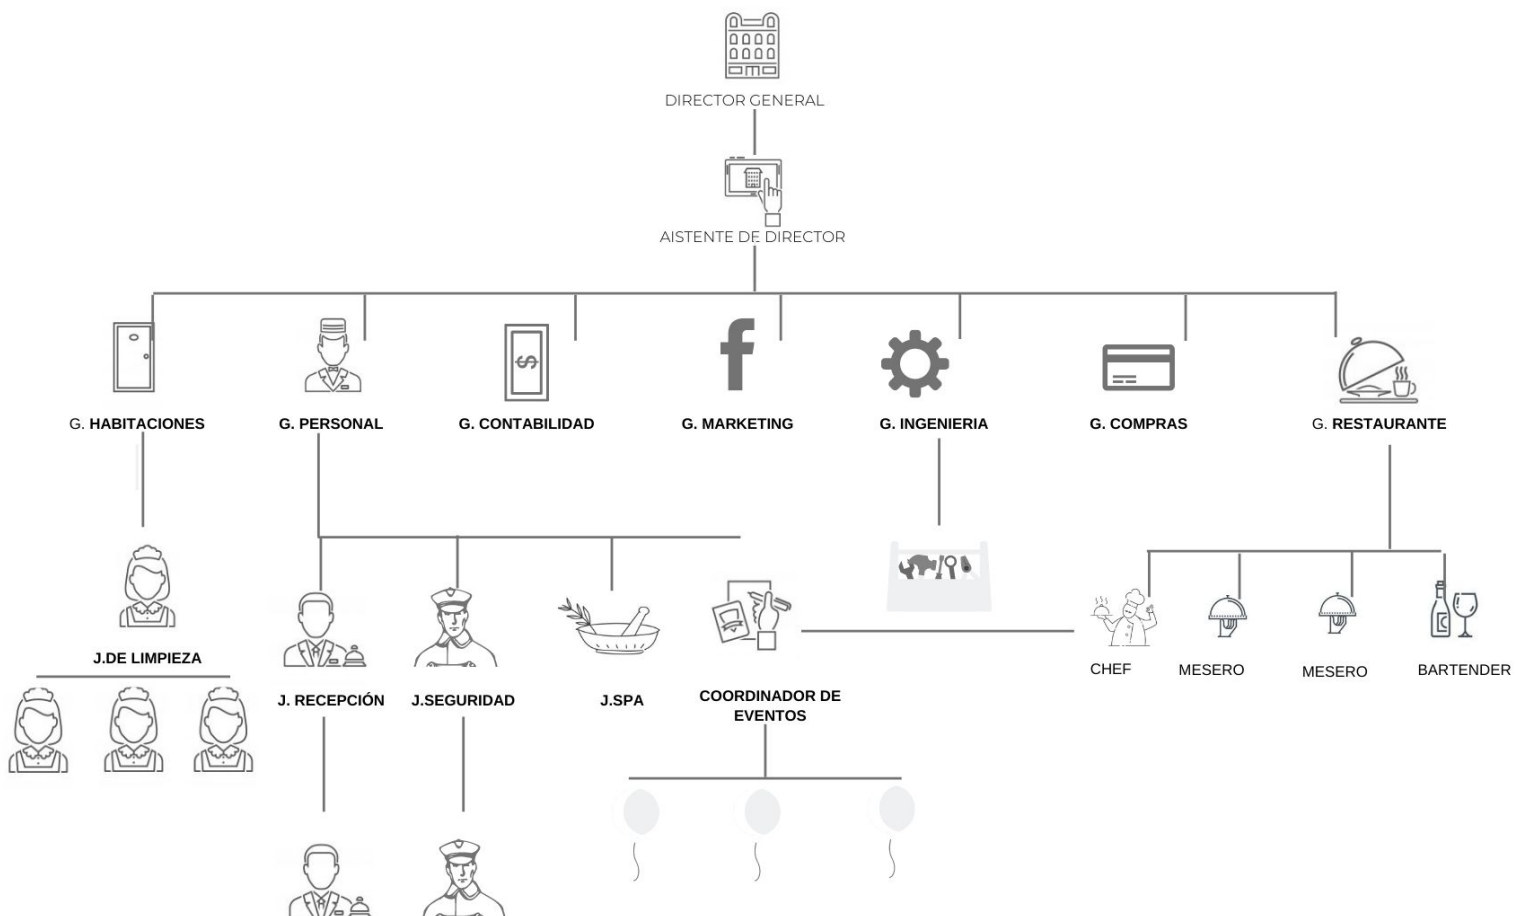 DIRECTOR GENERAL
AISTENTE DE DIRECTOR
G. HABITACIONES
G. PERSONAL
G. CONTABILIDAD
G. MARKETING
G. INGENIERIA
G. COMPRAS
G. RESTAURANTE
J.DE LIMPIEZA
J. RECEPCIÓN
J.SEGURIDAD
J.SPA
COORDINADOR DE
EVENTOS
CHEF
MESERO
MESERO
BARTENDER